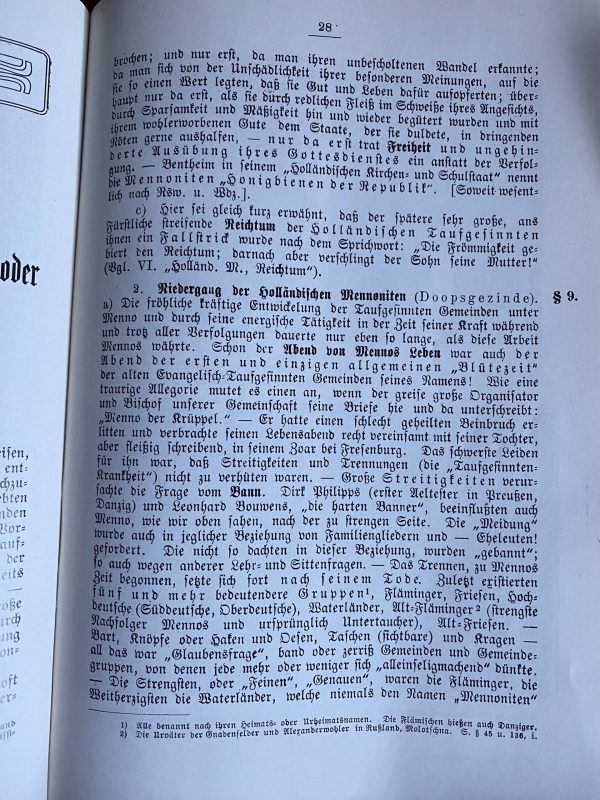 28
brochen; und nur erst, da man ihren unbescholtenen Wandel erkannte;
da man sich von der Unschädlichkeit ihrer besonderen Meinungen, auf die
sie so einen Wert legten, daß sie Gut und Leben dafür aufopferten; über-
haupt nur da erst, als sie durch redlichen Fleiß im Schweiße ihres Angesichts,
durch Sparsamkeit und Mäßigkeit hin und wieder begütert wurden und mit
ihrem wohlerworbenen Gute dem Staate, der sie duldete, in dringenden
Nöten gerne aushalfen, — nur da erst trat Freiheit und ungehin-
derte Ausübung ihres Gottesdienstes ein anstatt der Verfol-
gung. — Bentheim in seinem „Holländischen Kirchen- und Schulstaat" nennt
die Mennoniten „Honigbienen der Republik". [Soweit wesent-
lich nach Rsw. u. Wdz.].
c) Hier sei gleich kurz erwähnt, daß der spätere sehr große, ans
Fürstliche streifende Reichtum der Holländischen Taufgesinnten
ihnen ein Fallstrick wurde nach dem Sprichwort: „Die Frömmigkeit ge-
biert den Reichtum; darnach aber verschlingt der Sohn seine Mutter!"
(Vgl. VI. „Holländ. M., Reichtum").
2. Niedergang der Holländischen Mennoniten (Doopsgezinde). § 9.
a) Die fröhliche kräftige Entwickelung der Taufgesinnten Gemeinden unter
Menno und durch seine energische Tätigkeit in der Zeit seiner Kraft während
und trotz aller Verfolgungen dauerte nur eben so lange, als diese Arbeit
Mennos währte. Schon der Abend von Mennos Leben war auch der
Abend der ersten und einzigen allgemeinen „Blütezeit"
der alten Evangelisch-Taufgesinnten Gemeinden seines Namens! Wie eine
traurige Allegorie mutet es einen an, wenn der greise große Organisator
und Bischof unserer Gemeinschaft seine Briefe hie und da unterschreibt:
„Menno der Krüppel." — Er hatte einen schlecht geheilten Beinbruch er-
litten und verbrachte seinen Lebensabend recht vereinsamt mit seiner Tochter,
aber fleißig schreibend, in seinem Zoar bei Fresenburg. Das schwerste Leiden
für ihn war, daß Streitigkeiten und Trennungen (die „Taufgesinnten-
Krankheit") nicht zu verhüten waren. — Große Streitigkeiten verur-
sachte die Frage vom Bann. Dirk Philipps (erster Aeltester in Preußen,
Danzig) und Leonhard Bouwens, „die harten Banner", beeinflußten auch
Menno, wie wir oben sahen, nach der zu strengen Seite. Die „Meidung"
wurde auch in jeglicher Beziehung von Familiengliedern und — Eheleuten!
gefordert. Die nicht so dachten in dieser Beziehung, wurden „gebannt";
so auch wegen anderer Lehr- und Sittenfragen. — Das Trennen, zu Mennos
Zeit begonnen, setzte sich fort nach seinem Tode. Zuletzt existierten
fünf und mehr bedeutendere Gruppen¹, Fläminger, Friesen, Hoch-
deutsche (Süddeutsche, Oberdeutsche), Waterländer, Alt-Fläminger² (strengste
Nachfolger Mennos und ursprünglich Untertaucher), Alt-Friesen. —
Bart, Knöpfe oder Haken und Oesen, Taschen (sichtbare) und Kragen —
all das war „Glaubensfrage", band oder zerriß Gemeinden und Gemeinde-
gruppen, von denen jede mehr oder weniger sich „alleinseligmachend" dünkte.
— Die Strengsten, oder „Feinen", „Genauen", waren die Fläminger, die
Weitherzigsten die Waterländer, welche niemals den Namen „Mennoniten"
1) Alle benannt nach ihren Heimats- oder Urheimatsnamen. Die Flämischen hießen auch Danziger.
2) Die Urväter der Gnadenfelder und Alexanderwohler in Rußland, Molotschna. S. § 45 u. 136, i.
oder